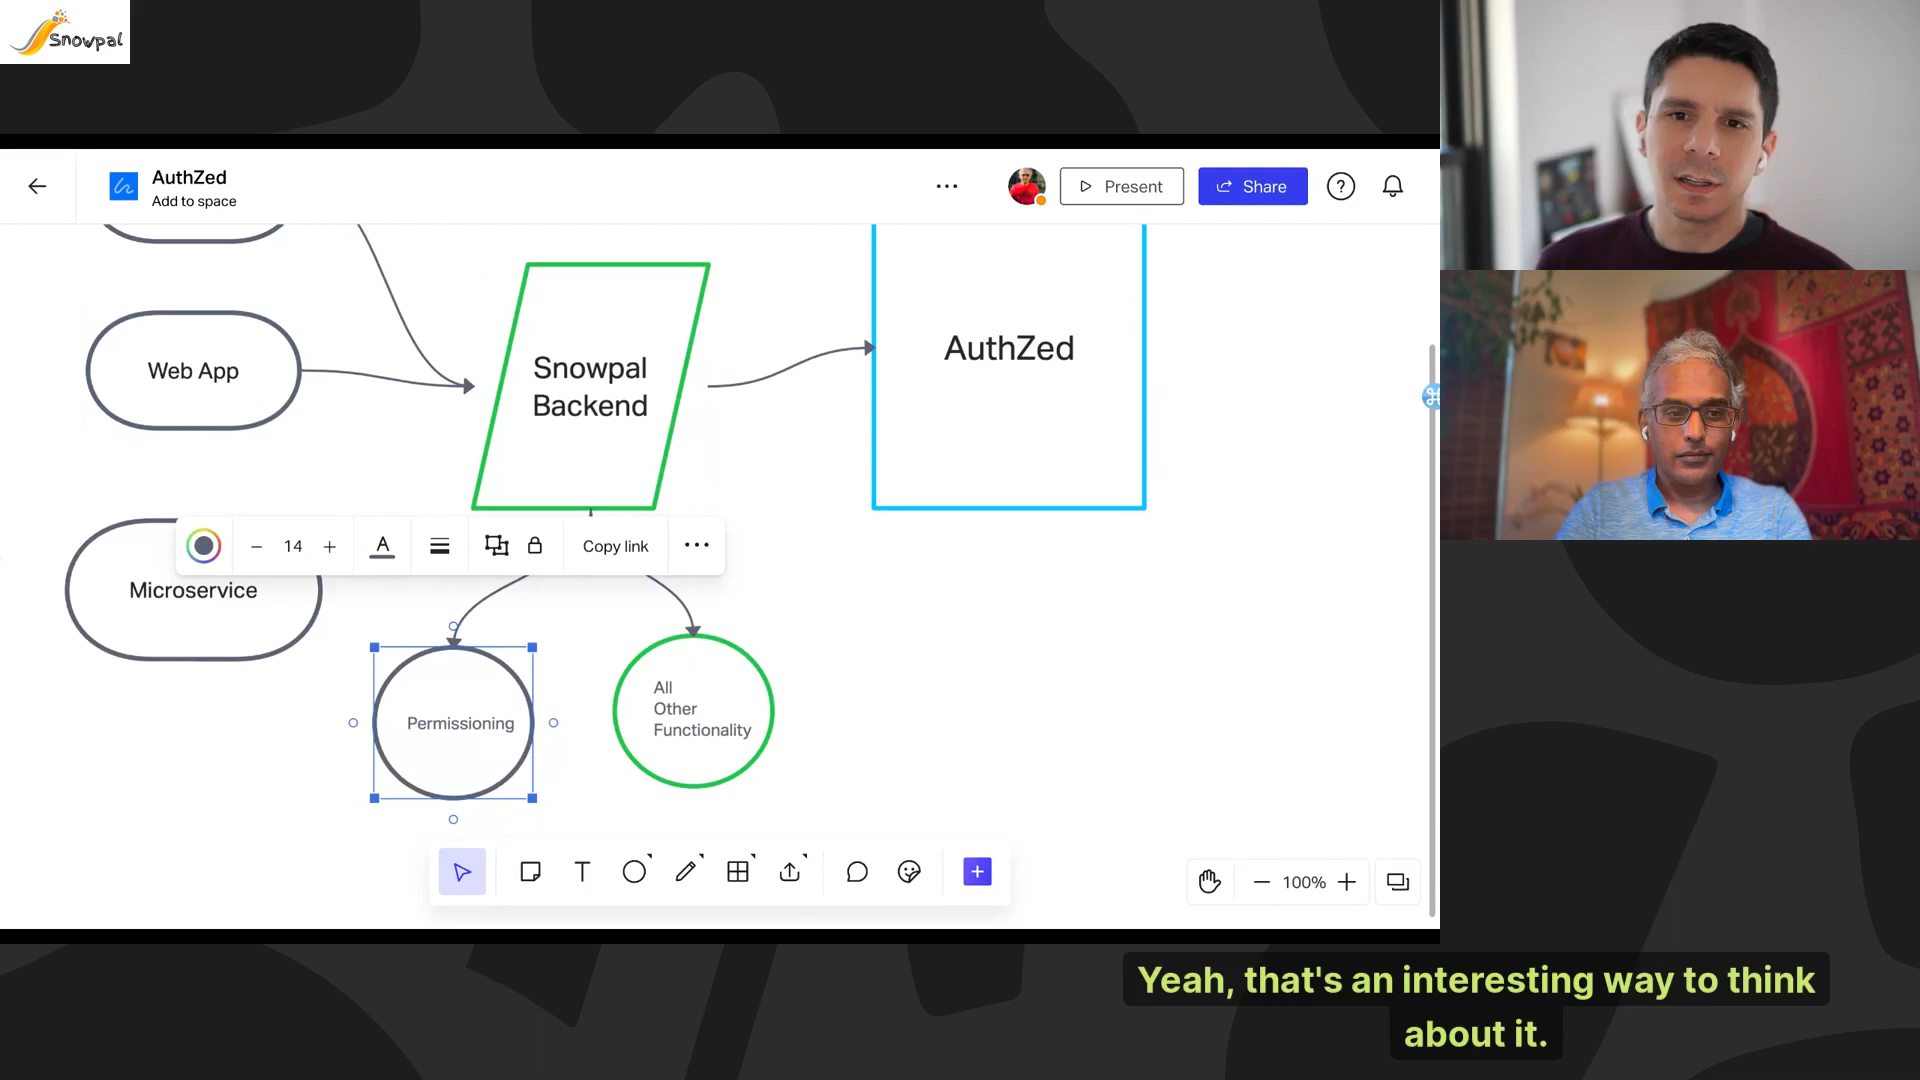 Snowpal
AuthZed
Add to space
Present
Share
Web App
Snowpal
Backend
AuthZed
14
Copy link
Microservice
Permissioning
All
Other
Functionality
100%
Yeah, that's an interesting way to think
about it.